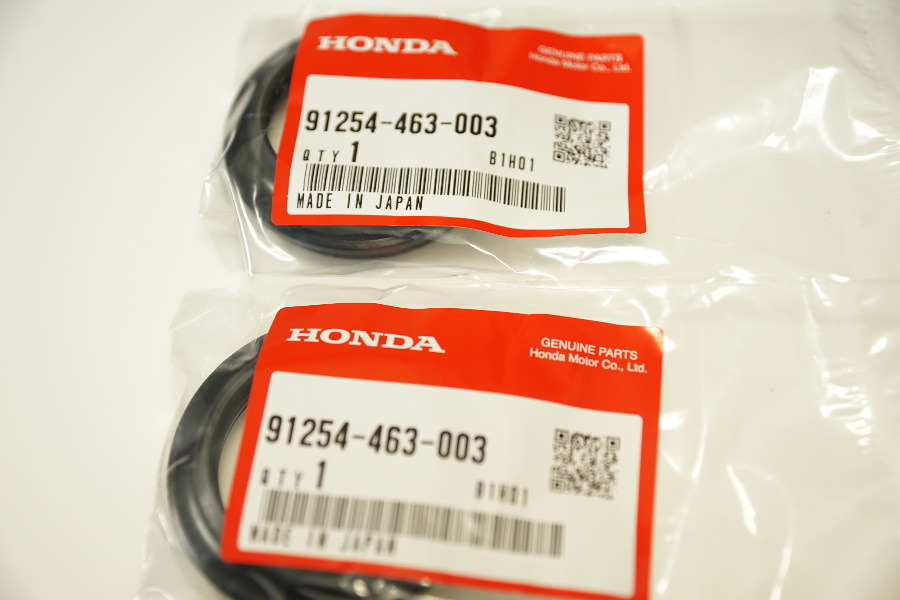 HONDA
GENUINE PARTS
Honda Motor Co., Ltd.
91254-463-003
QTY 1 B1H01
MADE IN JAPAN
HONDA
GENUINE PARTS
Honda Motor Co., Ltd.
91254-463-003
QTY 1 B1H01
MADE IN JAPAN